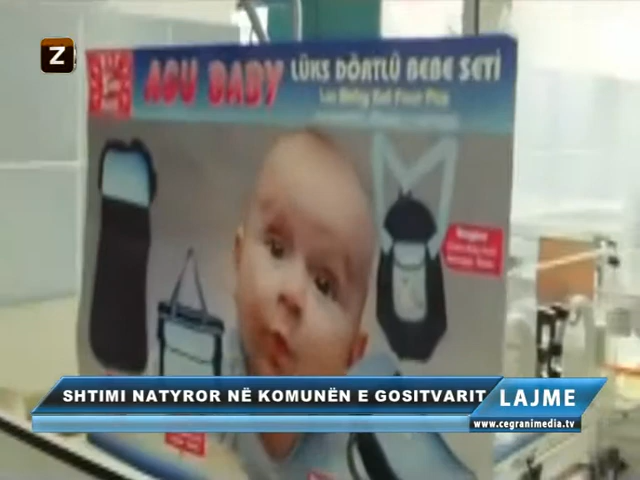 Z
AGU BABY LÜKS DÖRTLÜ BEBE SETİ
SHTIMI NATYROR NË KOMUNËN E GOSITVARIT
LAJME
www.cegranimedia.tv